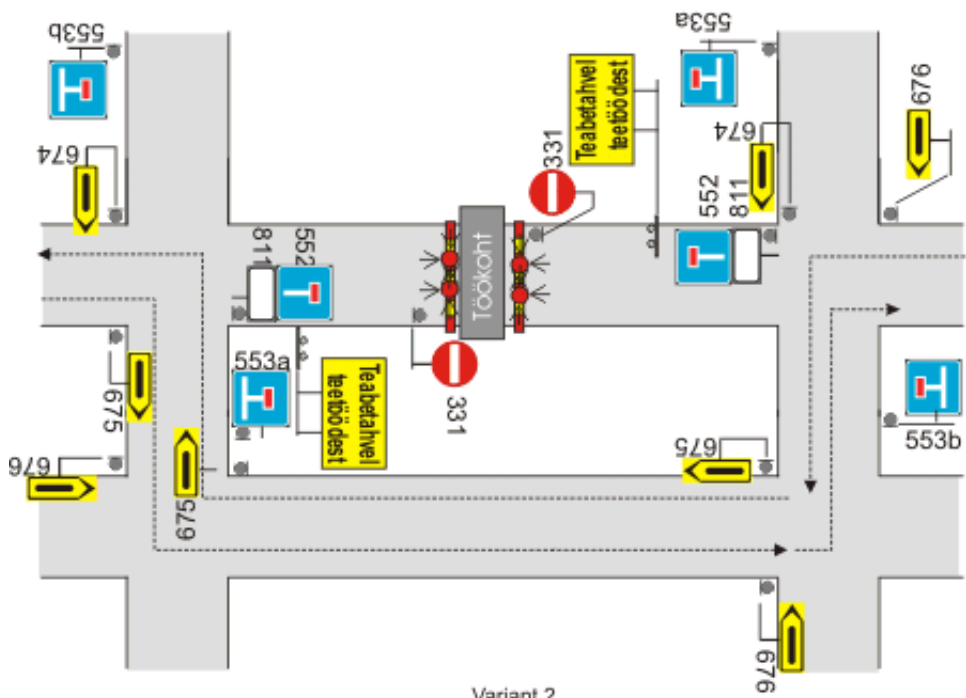 553b
553a
676
674
674
331
Teabetahvel
teetöödest
552
811
811
552
Töökoht
553a
Teabetahvel
teetöödest
331
675
675
553b
676
675
676
Variant 2